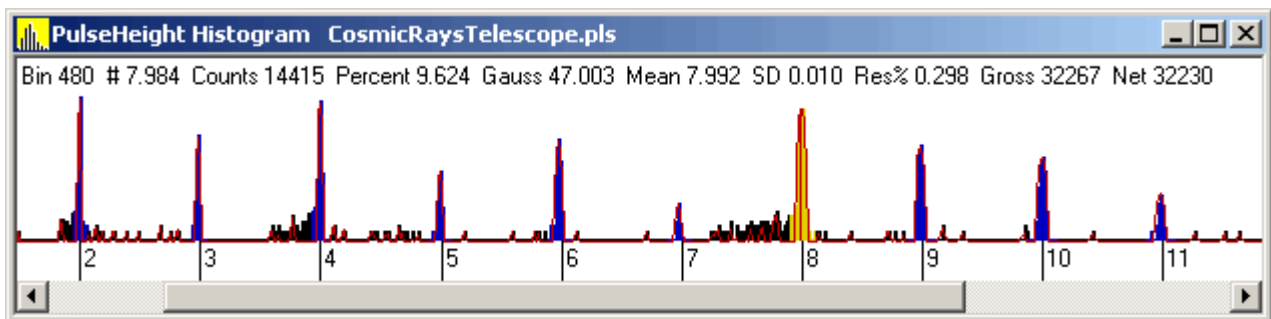 PulseHeight Histogram CosmicRaysTelescope.pls
Bin 480 # 7.984 Counts 14415 Percent 9.624 Gauss 47.003 Mean 7.992 SD 0.010 Res% 0.298 Gross 32267 Net 32230
2 3 4 5 6 7 8 9 10 11